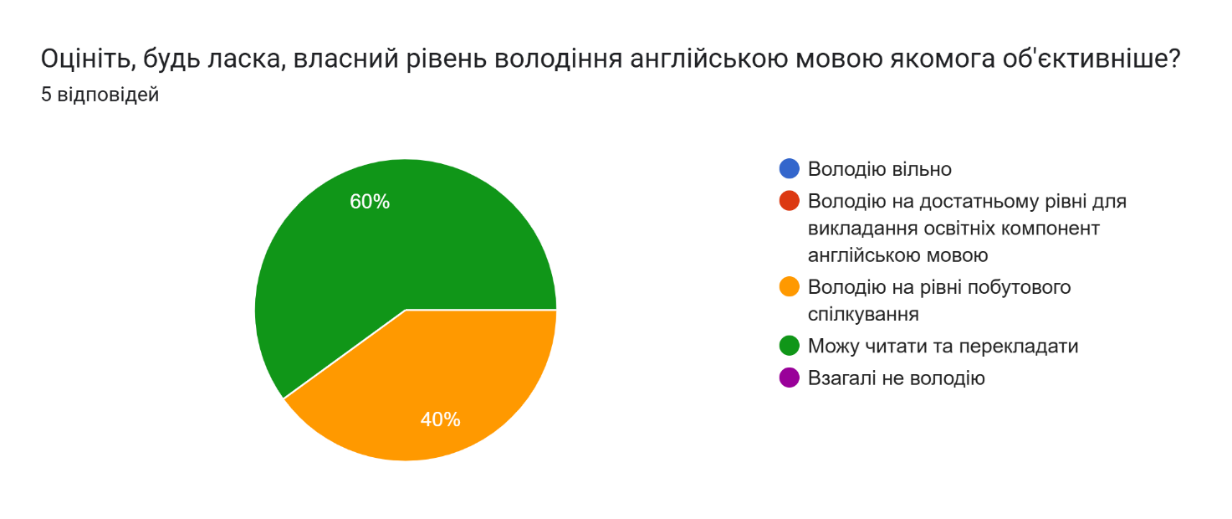 Оцініть, будь ласка, власний рівень володіння англійською мовою якомога об'єктивніше?
5 відповідей
60%
40%
Володію вільно
Володію на достатньому рівні для
викладання освітніх компонент
англійською мовою
Володію на рівні побутового
спілкування
Можу читати та перекладати
Взагалі не володію